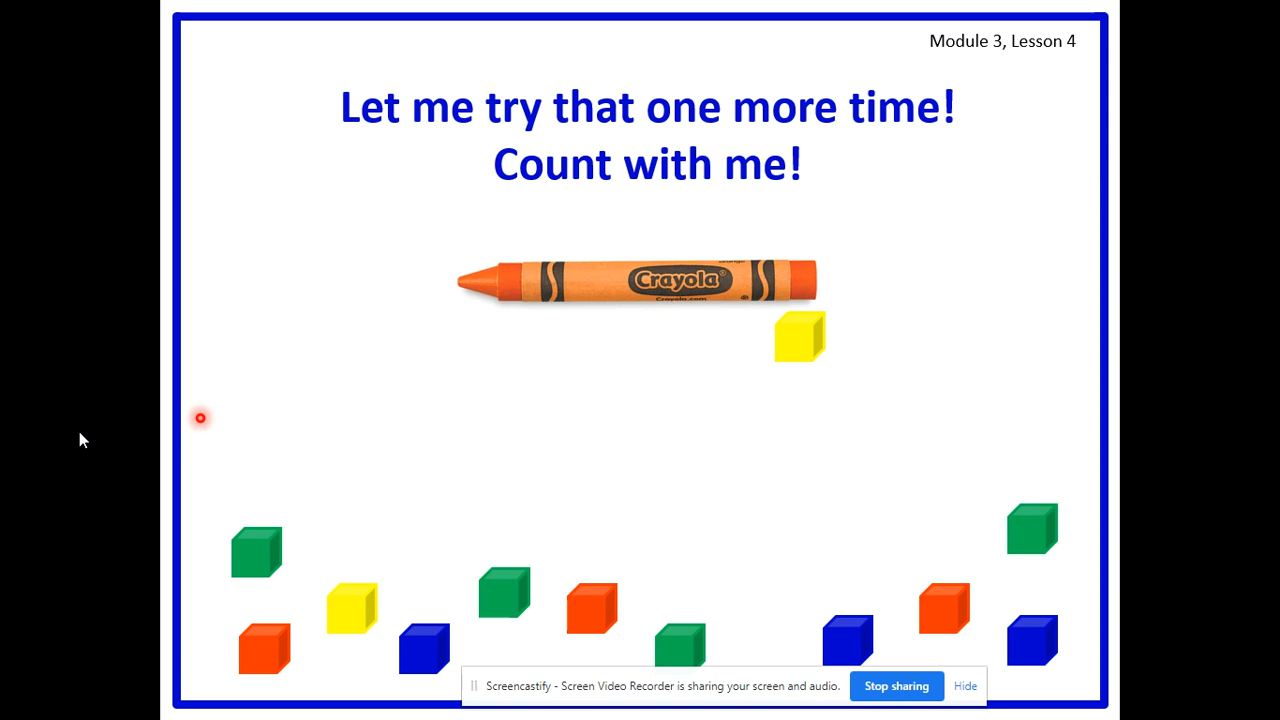 Module 3, Lesson 4
Let me try that one more time!
Count with me!
Crayola®
Crayola.com
Screencastify - Screen Video Recorder is sharing your screen and audio.
Stop sharing
Hide